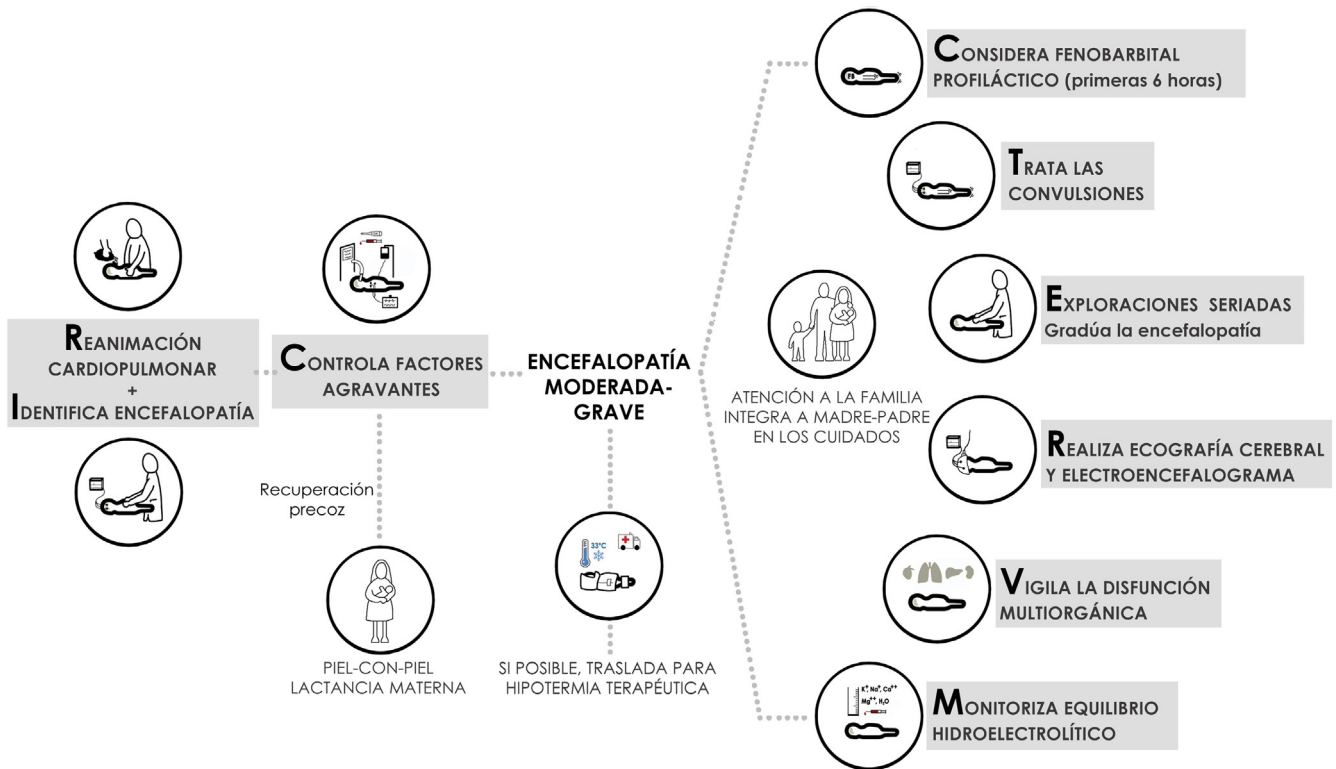 REANIMACIÓN
CARDIOPULMONAR
+
IDENTIFICA ENCEFALOPATÍA
CONTROLA FACTORES
AGRAVANTES
Recuperación
precoz
PIEL-CON-PIEL
LACTANCIA MATERNA
ENCEFALOPATÍA
MODERADA-
GRAVE
33°C
SI POSIBLE, TRASLADA PARA
HIPOTERMIA TERAPÉUTICA
ATENCIÓN A LA FAMILIA
INTEGRA A MADRE-PADRE
EN LOS CUIDADOS
FB
CONSIDERA FENOBARBITAL
PROFILÁCTICO (primeras 6 horas)
TRATA LAS
CONVULSIONES
EXPLORACIONES SERIADAS
Gradúa la encefalopatía
REALIZA ECOGRAFÍA CEREBRAL
Y ELECTROENCEFALOGRAMA
VIGILA LA DISFUNCIÓN
MULTIORGÁNICA
K⁺, Na⁺, Ca⁺⁺
Mg⁺⁺, H₂O
MONITORIZA EQUILIBRIO
HIDROELECTROLÍTICO